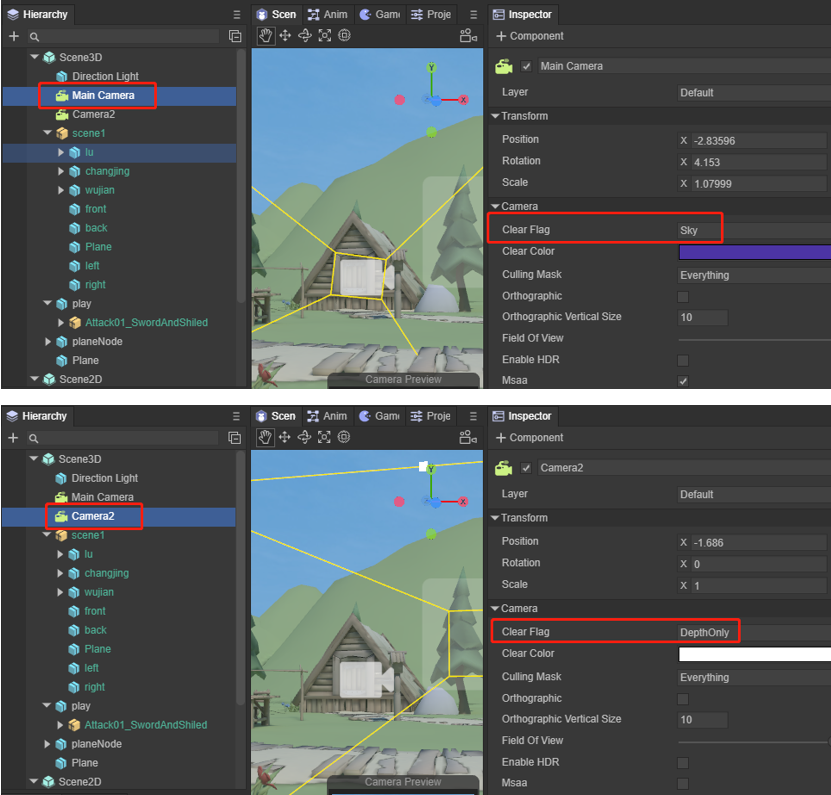 Hierarchy
Scene3D
Direction Light
Main Camera
Camera2
scene1
lu
changjing
wujian
front
back
Plane
left
right
play
Attack01_SwordAndShiled
planeNode
Plane
Scene2D
Scen Anim Game Proje
Camera Preview
Inspector
+ Component
Main Camera
Layer Default
Transform
Position X -2.83596
Rotation X 4.153
Scale X 1.07999
Camera
Clear Flag Sky
Clear Color
Culling Mask Everything
Orthographic
Orthographic Vertical Size 10
Field Of View
Enable HDR
Msaa
Hierarchy
Scene3D
Direction Light
Main Camera
Camera2
scene1
lu
changjing
wujian
front
back
Plane
left
right
play
Attack01_SwordAndShiled
planeNode
Plane
Scene2D
Scen Anim Game Proje
Y
X
Camera Preview
Inspector
+ Component
Camera2
Layer Default
Transform
Position X -1.686
Rotation X 0
Scale X 1
Camera
Clear Flag DepthOnly
Clear Color
Culling Mask Everything
Orthographic
Orthographic Vertical Size 10
Field Of View
Enable HDR
Msaa